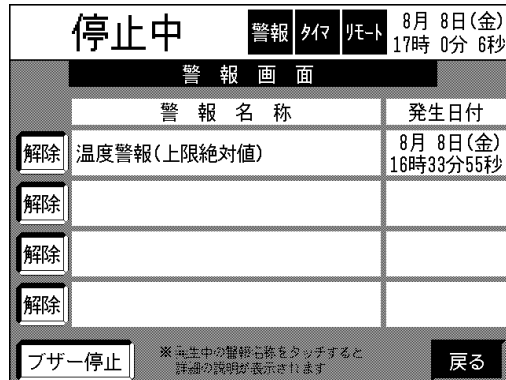 停止中 警報 タイマ リモート 8月 8日(金)
17時 0分 6秒
警報画面
警報名称 発生日付
解除 温度警報(上限絶対値) 8月 8日(金)
16時33分55秒
解除
解除
解除
ブザー停止 ※発生中の警報名称をタッチすると
詳細の説明が表示されます 戻る